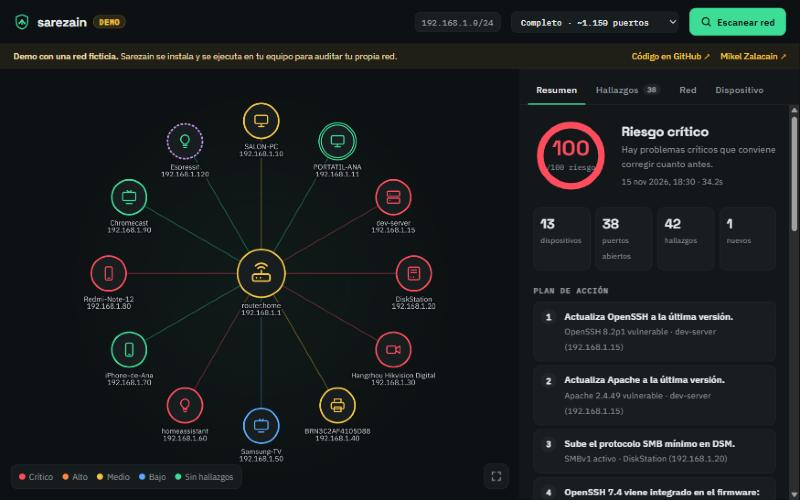 sarezain DEMO
192.168.1.0/24
Completo · ~1.150 puertos
Escanear red
Demo con una red ficticia. Sarezain se instala y se ejecuta en tu equipo para auditar tu propia red.
Código en GitHub ↗
Mikel Zalacain ↗
SALON-PC
192.168.1.10
PORTATIL-ANA
192.168.1.11
dev-server
192.168.1.15
DiskStation
192.168.1.20
Hangzhou Hikvision Digital
192.168.1.30
BRN3C2AF4105D88
192.168.1.40
Samsung-TV
192.168.1.50
homeassistant
192.168.1.60
iPhone-de-Ana
192.168.1.70
Redmi-Note-12
192.168.1.80
Chromecast
192.168.1.90
Espressif
192.168.1.120
router.home
192.168.1.1
Crítico
Alto
Medio
Bajo
Sin hallazgos
Resumen
Hallazgos 38
Red
Dispositivo
100
/100 riesgo
Riesgo crítico
Hay problemas críticos que conviene
corregir cuanto antes.
15 nov 2026, 18:30 · 34.2s
13
dispositivos
38
puertos
abiertos
42
hallazgos
1
nuevos
PLAN DE ACCIÓN
1 Actualiza OpenSSH a la última versión.
OpenSSH 8.2p1 vulnerable · dev-server
(192.168.1.15)
2 Actualiza Apache a la última versión.
Apache 2.4.49 vulnerable · dev-server
(192.168.1.15)
3 Sube el protocolo SMB mínimo en DSM.
SMBv1 activo · DiskStation (192.168.1.20)
4 OpenSSH 7.4 viene integrado en el firmware: